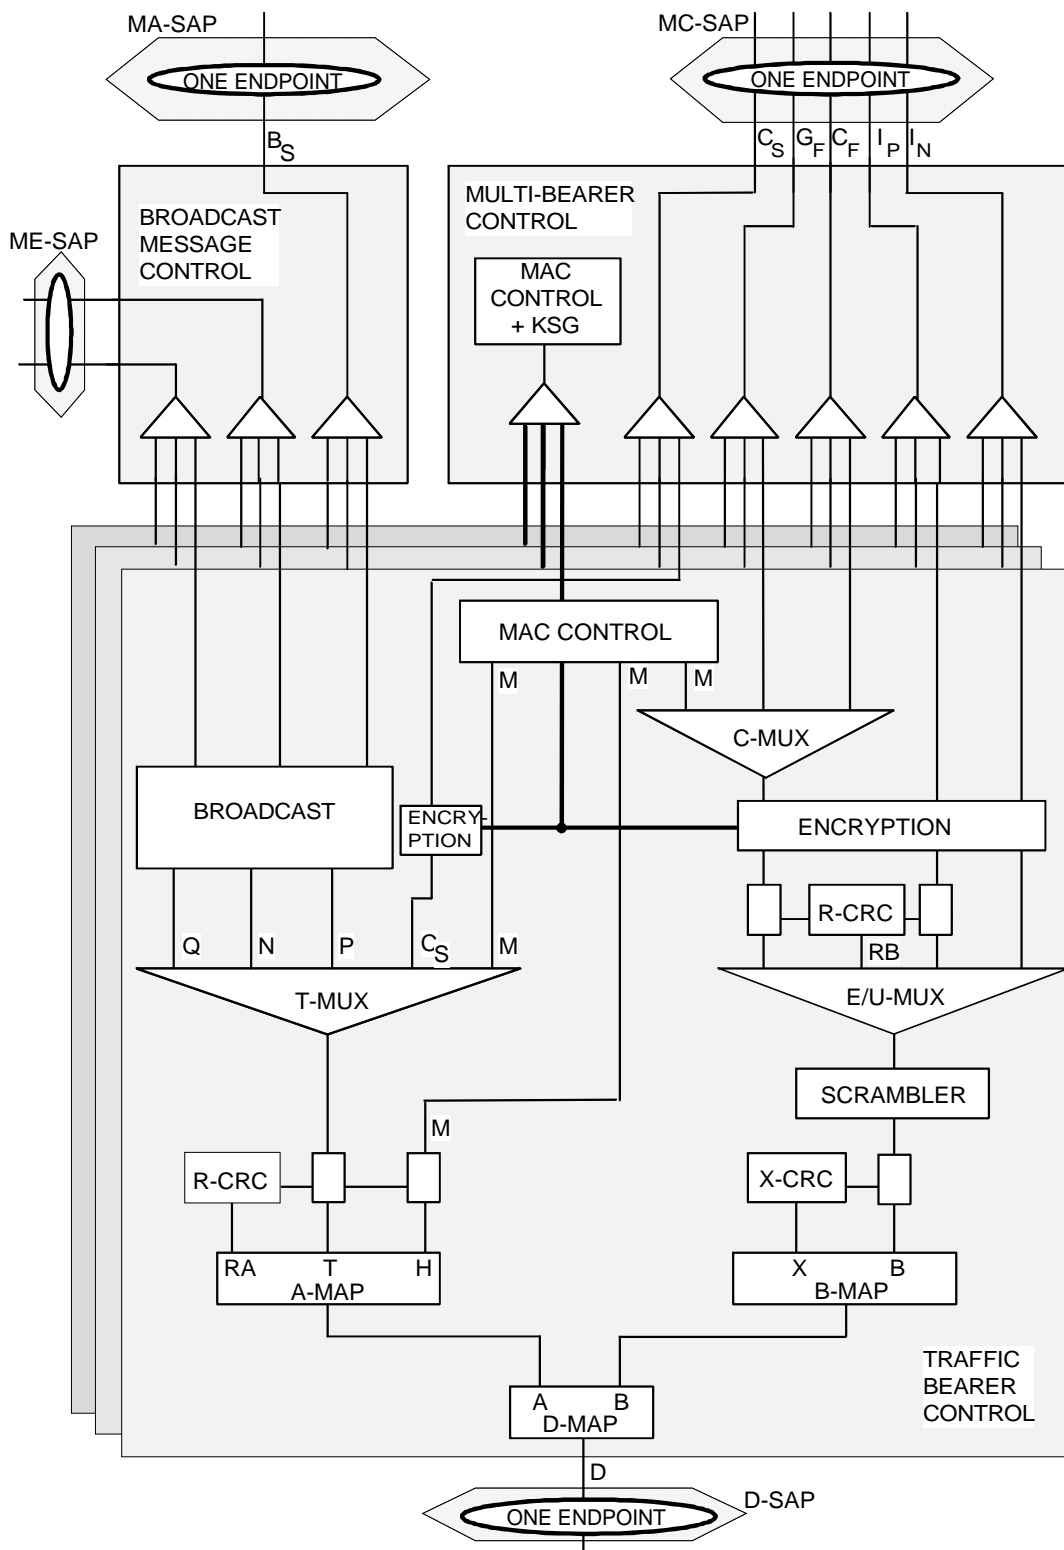 MA-SAP
MC-SAP
ONE ENDPOINT
ONE ENDPOINT
BS
CS GF CF IP IN
BROADCAST
MESSAGE
CONTROL
MULTI-BEARER
CONTROL
ME-SAP
MAC
CONTROL
+ KSG
MAC CONTROL
M
M
M
C-MUX
BROADCAST
ENCRY-
PTION
ENCRYPTION
R-CRC
Q
N
P
CS
M
RB
T-MUX
E/U-MUX
SCRAMBLER
M
R-CRC
X-CRC
RA
T
H
A-MAP
X
B
B-MAP
TRAFFIC
BEARER
CONTROL
A
B
D-MAP
D
D-SAP
ONE ENDPOINT